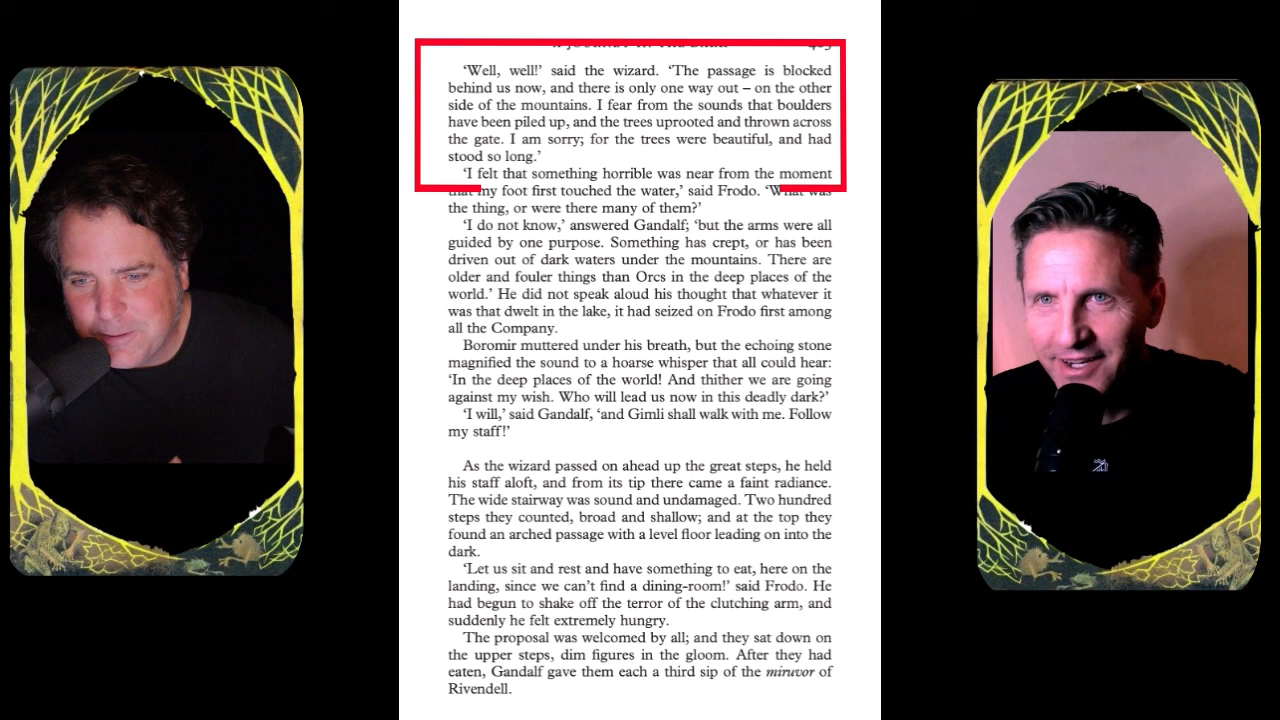 ‘Well, well!’ said the wizard. ‘The passage is blocked
behind us now, and there is only one way out – on the other
side of the mountains. I fear from the sounds that boulders
have been piled up, and the trees uprooted and thrown across
the gate. I am sorry; for the trees were beautiful, and had
stood so long.’
‘I felt that something horrible was near from the moment
that my foot first touched the water,’ said Frodo. ‘What was
the thing, or were there many of them?’
‘I do not know,’ answered Gandalf; ‘but the arms were all
guided by one purpose. Something has crept, or has been
driven out of dark waters under the mountains. There are
older and fouler things than Orcs in the deep places of the
world.’ He did not speak aloud his thought that whatever it
was that dwelt in the lake, it had seized on Frodo first among
all the Company.
Boromir muttered under his breath, but the echoing stone
magnified the sound to a hoarse whisper that all could hear:
‘In the deep places of the world! And thither we are going
against my wish. Who will lead us now in this deadly dark?’
‘I will,’ said Gandalf, ‘and Gimli shall walk with me. Follow
my staff!’
As the wizard passed on ahead up the great steps, he held
his staff aloft, and from its tip there came a faint radiance.
The wide stairway was sound and undamaged. Two hundred
steps they counted, broad and shallow; and at the top they
found an arched passage with a level floor leading on into the
dark.
‘Let us sit and rest and have something to eat, here on the
landing, since we can’t find a dining-room!’ said Frodo. He
had begun to shake off the terror of the clutching arm, and
suddenly he felt extremely hungry.
The proposal was welcomed by all; and they sat down on
the upper steps, dim figures in the gloom. After they had
eaten, Gandalf gave them each a third sip of the miruvor of
Rivendell.